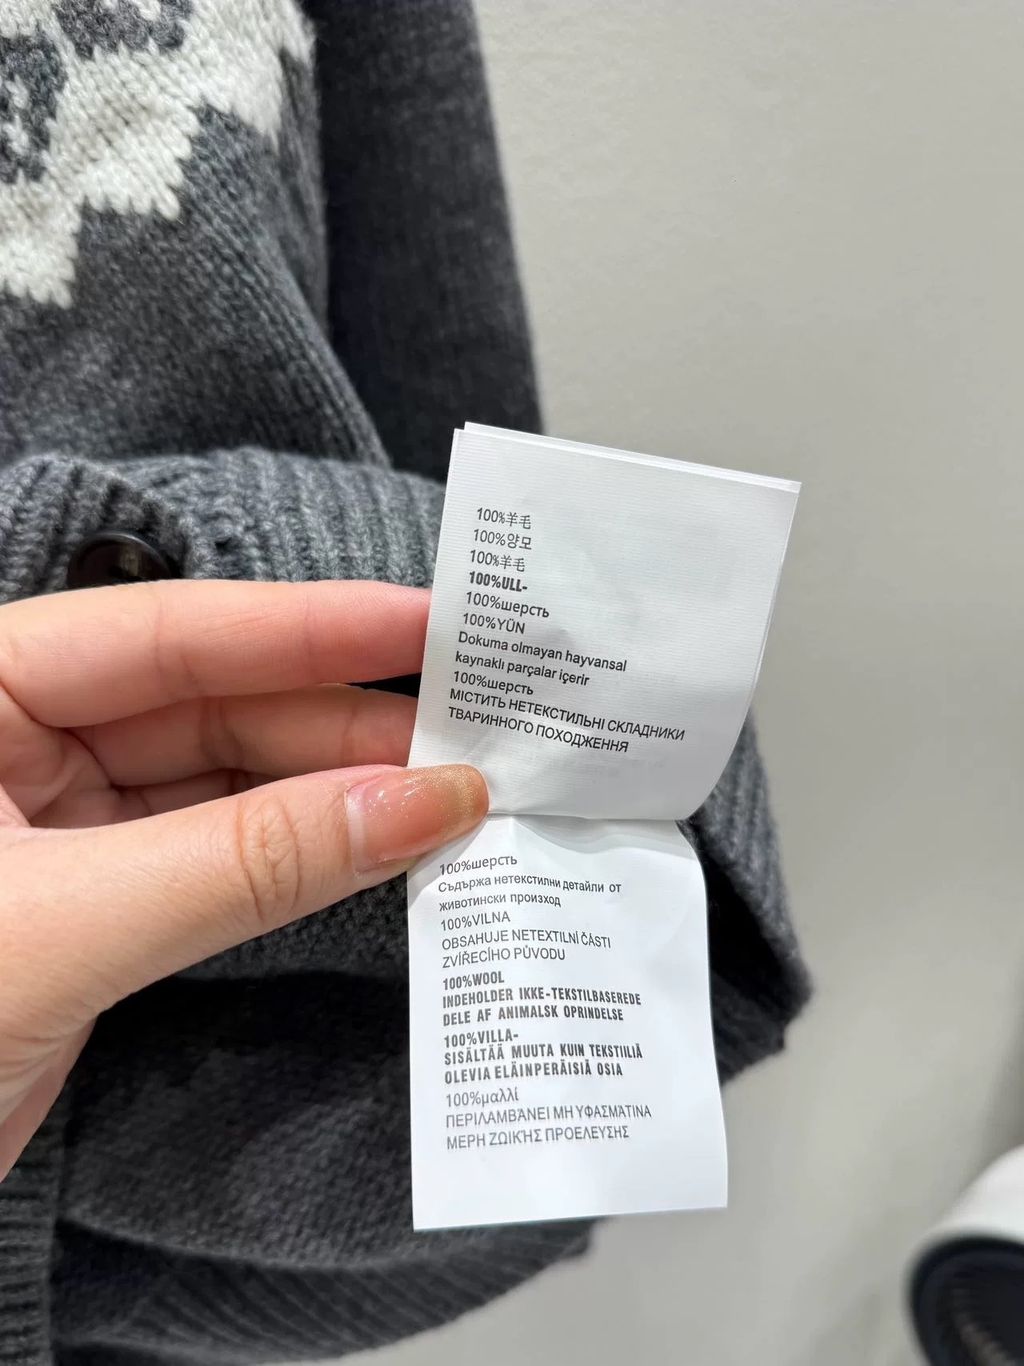 100%羊毛
100%양모
100%羊毛
100%ULL-
100%шерсть
100%YÜN
Dokuma olmayan hayvansal
kaynaklı parçalar içerir
100%шерсть
МІСТИТЬ НЕТЕКСТИЛЬНІ СКЛАДНИКИ
ТВАРИННОГО ПОХОДЖЕННЯ
100%шерсть
Съдържа нетекстилни детайли от
животински произход
100%VILNA
OBSAHUJE NETEXTILNÍ ČÁSTI
ZVÍŘECÍHO PŮVODU
100%WOOL
INDEHOLDER IKKE-TEKSTILBASEREDE
DELE AF ANIMALSK OPRINDELSE
100%VILLA-
SISÄLTÄÄ MUUTA KUIN TEKSTIILIÄ
OLEVIA ELÄINPERÄISIÄ OSIA
100%μαλλί
ΠΕΡΙΛΑΜΒΆΝΕΙ ΜΗ ΥΦΑΣΜΆΤΙΝΑ
ΜΕΡΗ ΖΩΙΚΉΣ ΠΡΟΕΛΕΥΣΗΣ